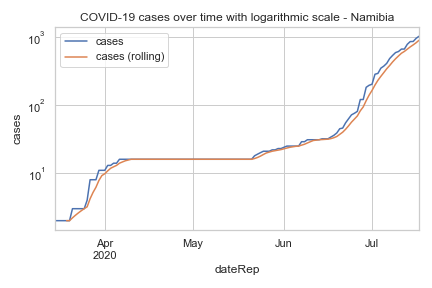 COVID-19 cases over time with logarithmic scale - Namibia
cases
cases (rolling)
10³
10²
10¹
cases
Apr
2020
May
Jun
Jul
dateRep